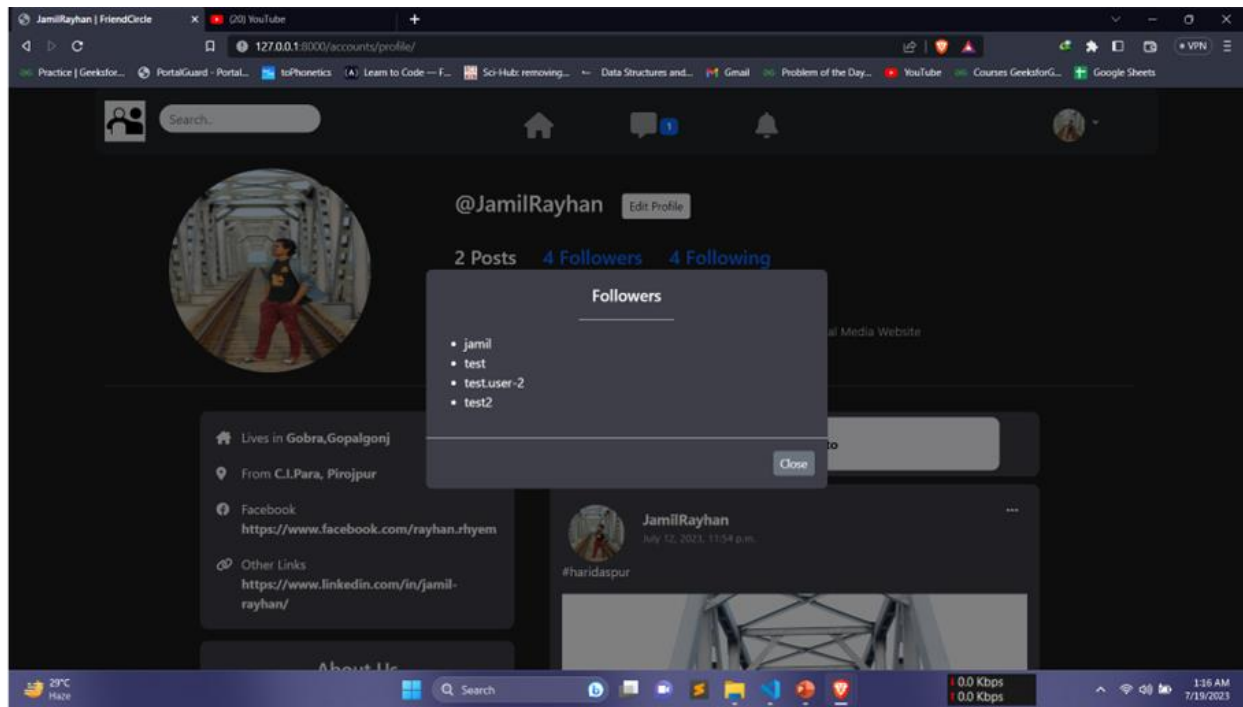 JamilRayhan | FriendCircle
(20) YouTube
127.0.0.1:8000/accounts/profile/
VPN
Practice | Geeksfor...
PortalGuard - Portal...
toPhonetics
Learn to Code — F...
Sci-Hub: removing...
Data Structures and...
Gmail
Problem of the Day...
YouTube
Courses GeeksforG...
Google Sheets
Search..
1
@JamilRayhan
Edit Profile
2 Posts 4 Followers 4 Following
al Media Website
Followers
jamil
test
test.user-2
test2
Close
to
Lives in Gobra,Gopalgonj
From C.I.Para, Pirojpur
Facebook
https://www.facebook.com/rayhan.rhyem
Other Links
https://www.linkedin.com/in/jamil-
rayhan/
About Us
JamilRayhan
July 12, 2023, 11:54 p.m.
#haridaspur
29°C
Haze
Search
0.0 Kbps
0.0 Kbps
1:16 AM
7/19/2023